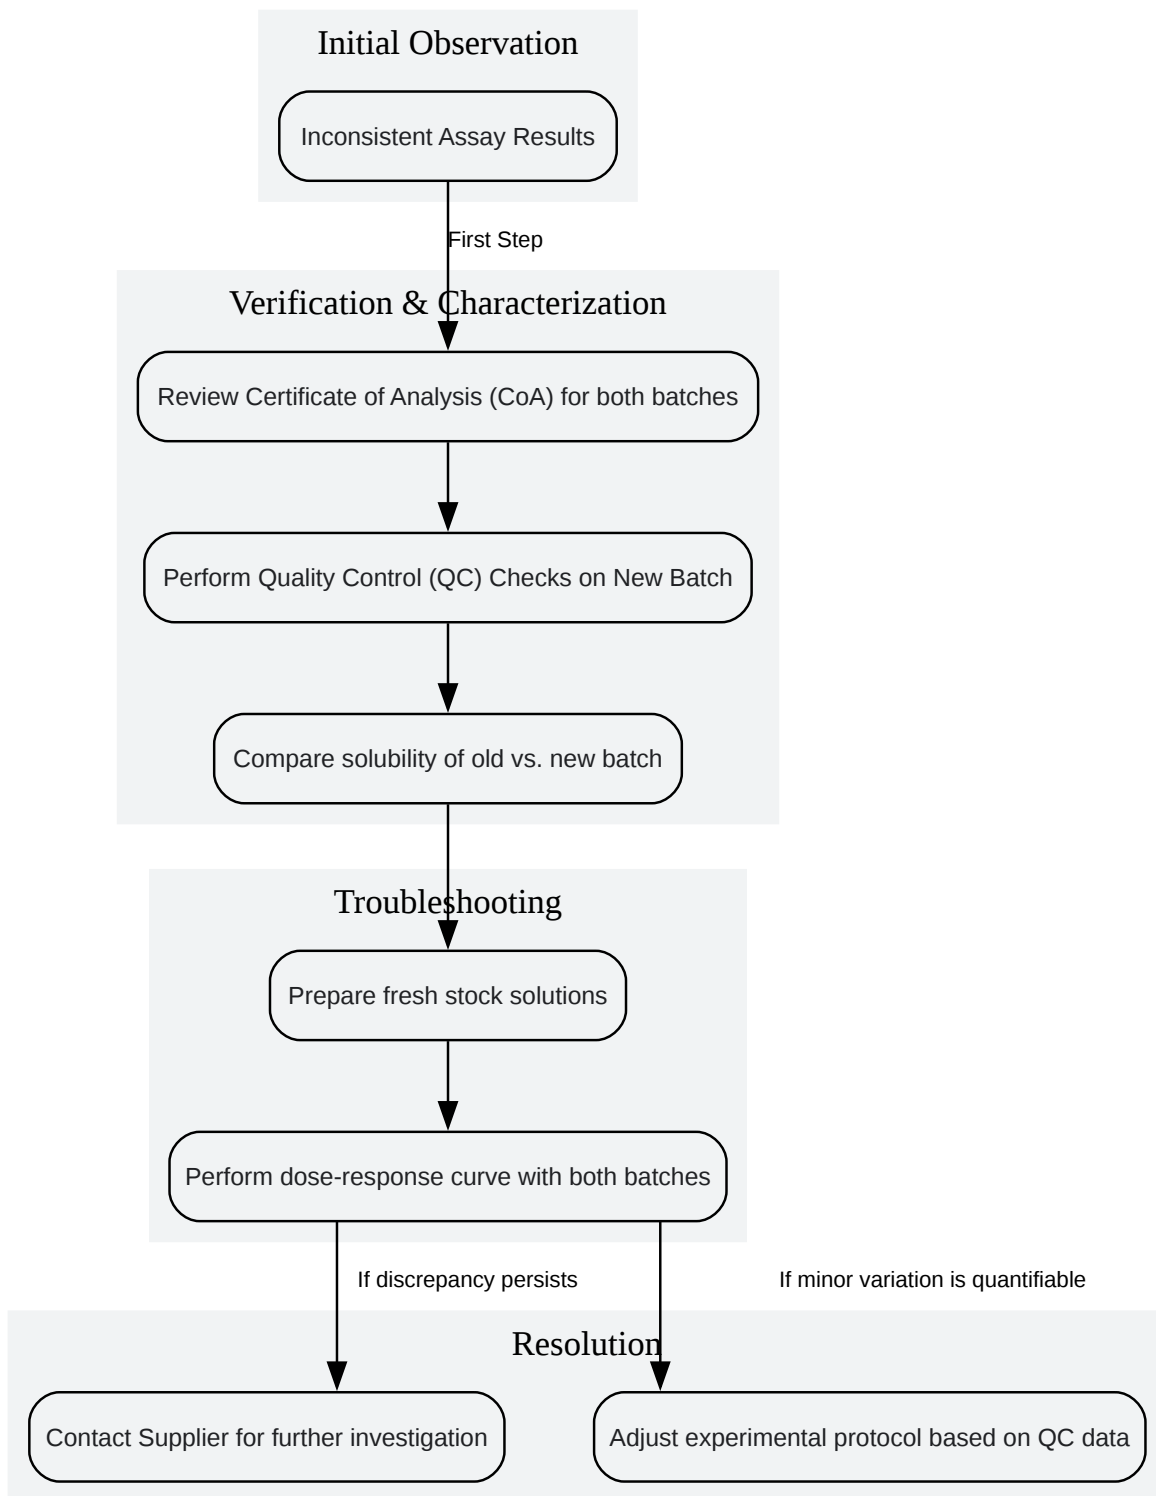 Initial Observation
Inconsistent Assay Results
First Step
Verification & Characterization
Review Certificate of Analysis (CoA) for both batches
Perform Quality Control (QC) Checks on New Batch
Compare solubility of old vs. new batch
Troubleshooting
Prepare fresh stock solutions
Perform dose-response curve with both batches
If discrepancy persists
If minor variation is quantifiable
Resolution
Contact Supplier for further investigation
Adjust experimental protocol based on QC data